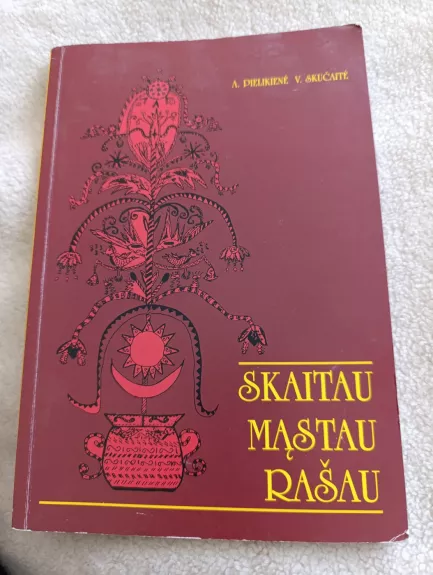 A. PIELIKIENĖ V. SKUČAITĖ
SKAITAU
MĄSTAU
RAŠAU